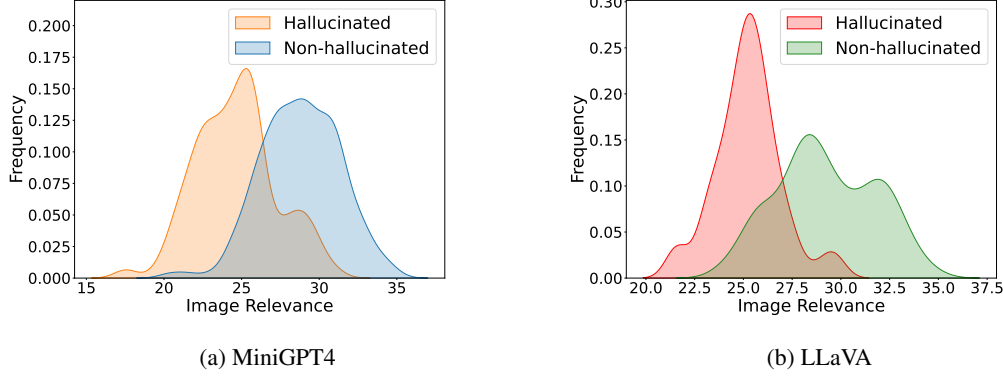 Hallucinated
Non-hallucinated
0.200
0.175
0.150
0.125
0.100
0.075
0.050
0.025
0.000
Frequency
15 20 25 30 35
Image Relevance
(a) MiniGPT4
Hallucinated
Non-hallucinated
0.30
0.25
0.20
0.15
0.10
0.05
0.00
Frequency
20.0 22.5 25.0 27.5 30.0 32.5 35.0 37.5
Image Relevance
(b) LLaVA